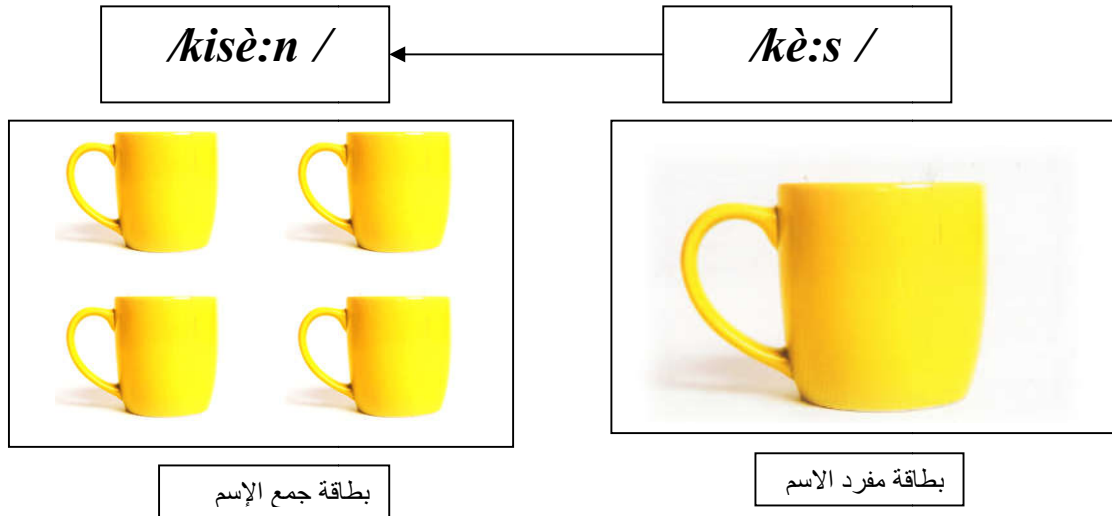 /kè:s /
/kisè:n /
بطاقة مفرد الاسم
بطاقة جمع الإسم